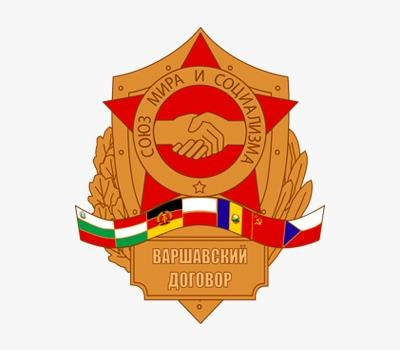 СОЮЗ МИРА И СОЦИАЛИЗМА
ВАРШАВСКИЙ
ДОГОВОР